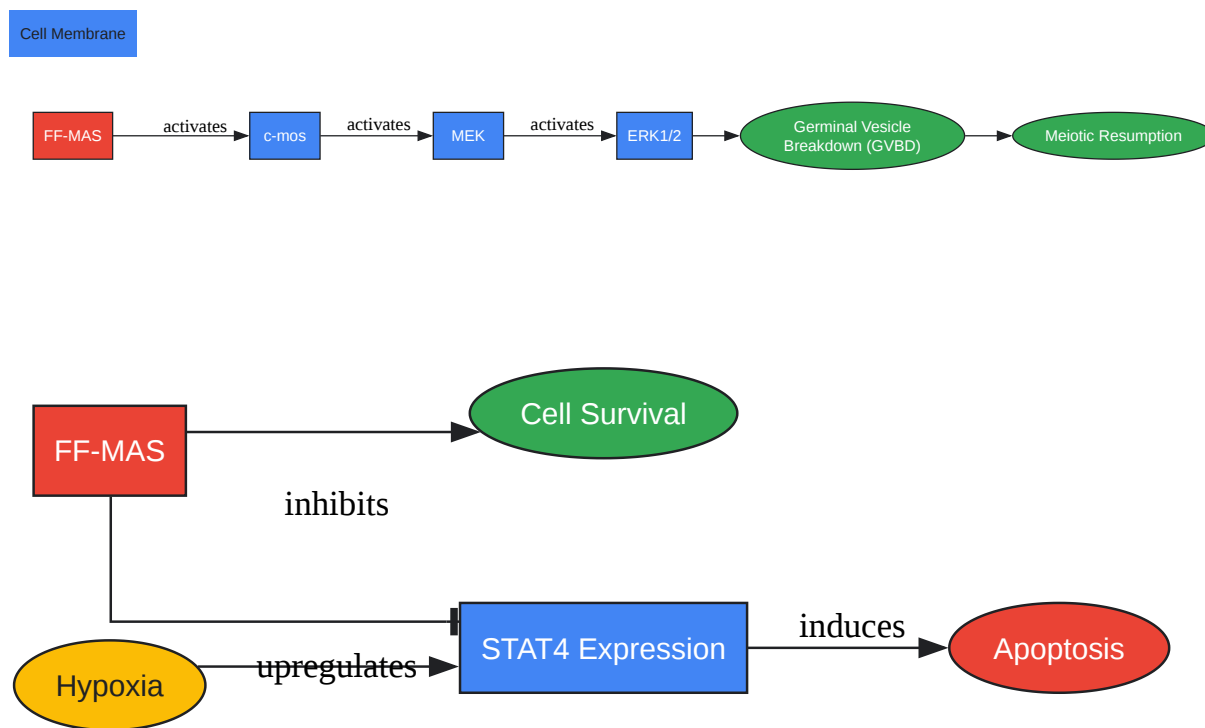 Cell Membrane
FF-MAS
activates
c-mos
activates
MEK
activates
ERK1/2
Germinal Vesicle
Breakdown (GVBD)
Meiotic Resumption
Cell Survival
FF-MAS
inhibits
STAT4 Expression
induces
Apoptosis
Hypoxia
upregulates